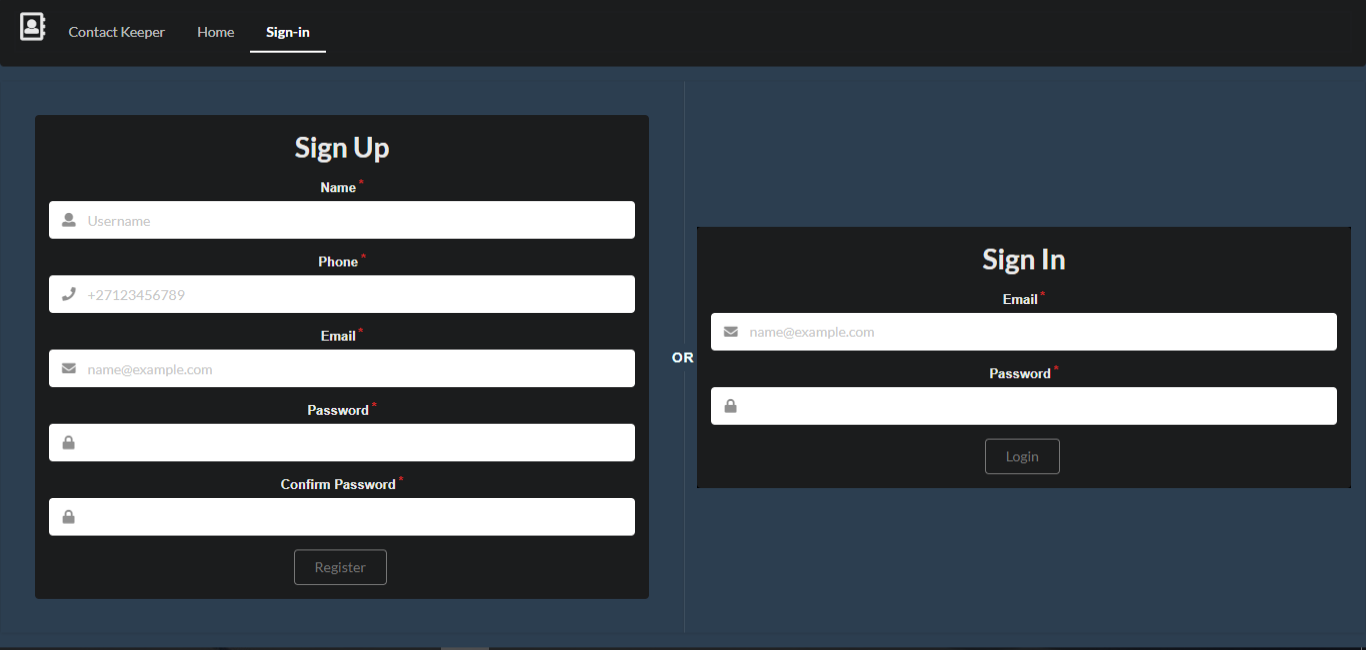 Contact Keeper Home Sign-in
Sign Up
Name *
Username
Phone *
+27123456789
Email *
name@example.com
Password *
Confirm Password *
Register
OR
Sign In
Email *
name@example.com
Password *
Login